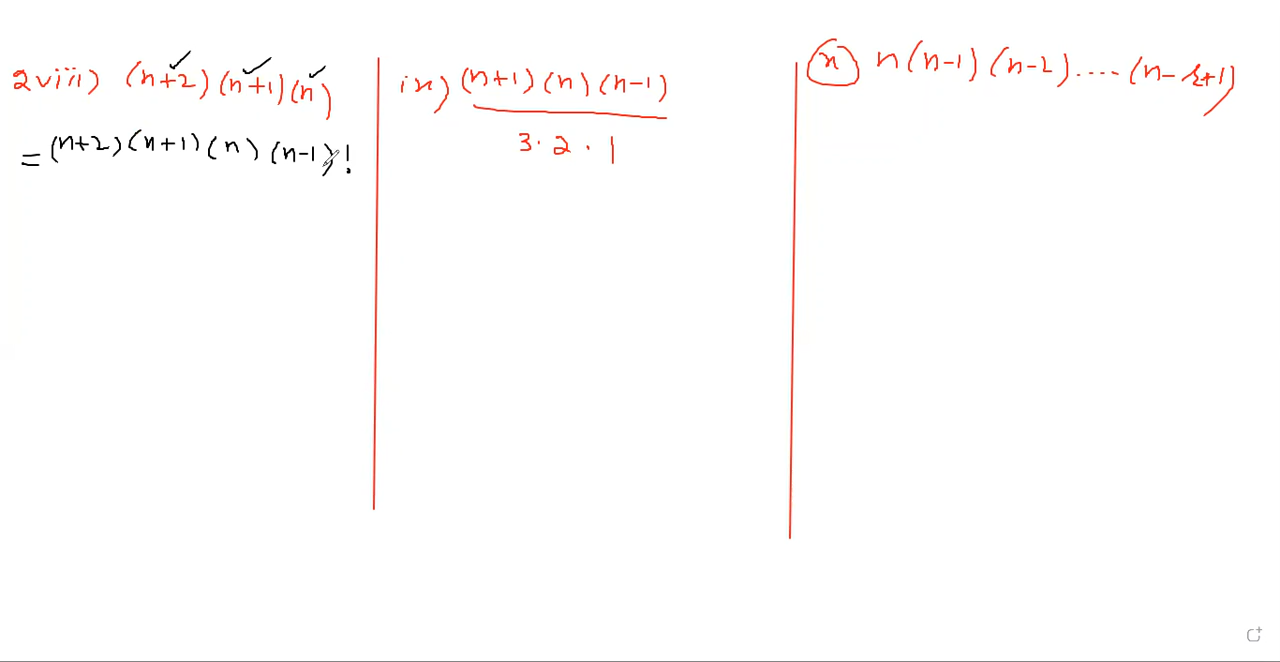 2viii) (n+2)(n+1)(n)
= (n+2)(n+1)(n)(n-1)!
ix) (n+1)(n)(n-1)
3·2·1
x) n(n-1)(n-2)....(n-r+1)